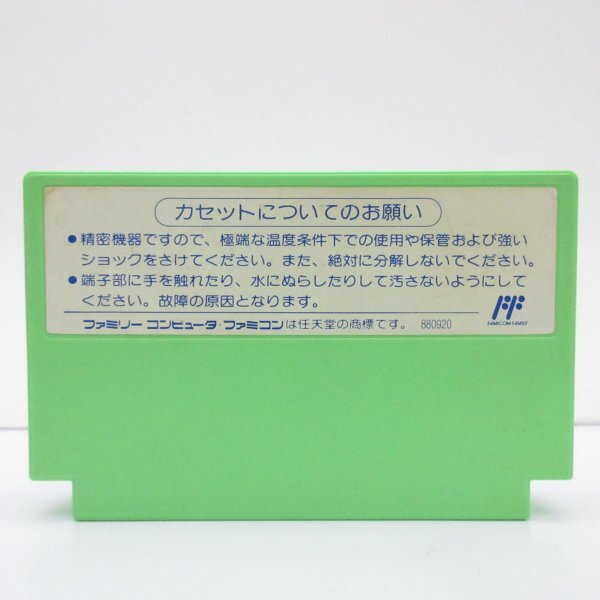 カセットについてのお願い
●精密機器ですので、極端な温度条件下での使用や保管および強い
ショックをさけてください。また、絶対に分解しないでください。
●端子部に手を触れたり、水にぬらしたりして汚さないようにして
ください。故障の原因となります。
ファミリー コンピュータ・ファミコンは任天堂の商標です。 880920
FF
FAMICOM FAMILY